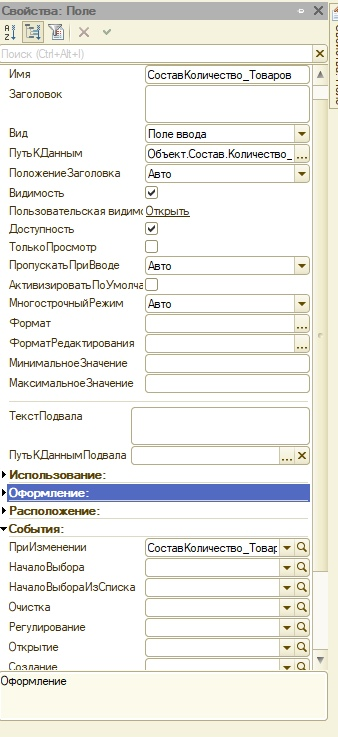 Свойства: Поле
Поиск (Ctrl+Alt+I)
Имя СоставКоличество_Товаров
Заголовок
Вид Поле ввода
ПутьКДанным Объект.Состав.Количество_ ...
ПоложениеЗаголовка Авто
Видимость
Пользовательская видимо Открыть
Доступность
ТолькоПросмотр
ПропускатьПриВводе Авто
АктивизироватьПоУмолча
МногострочныйРежим Авто
Формат ...
ФорматРедактирования ...
МинимальноеЗначение
МаксимальноеЗначение
ТекстПодвала
ПутьКДаннымПодвала ...
Использование:
Оформление:
Расположение:
События:
ПриИзменении СоставКоличество_Товар
НачалоВыбора
НачалоВыбораИзСписка
Очистка
Регулирование
Открытие
Создание
Оформление